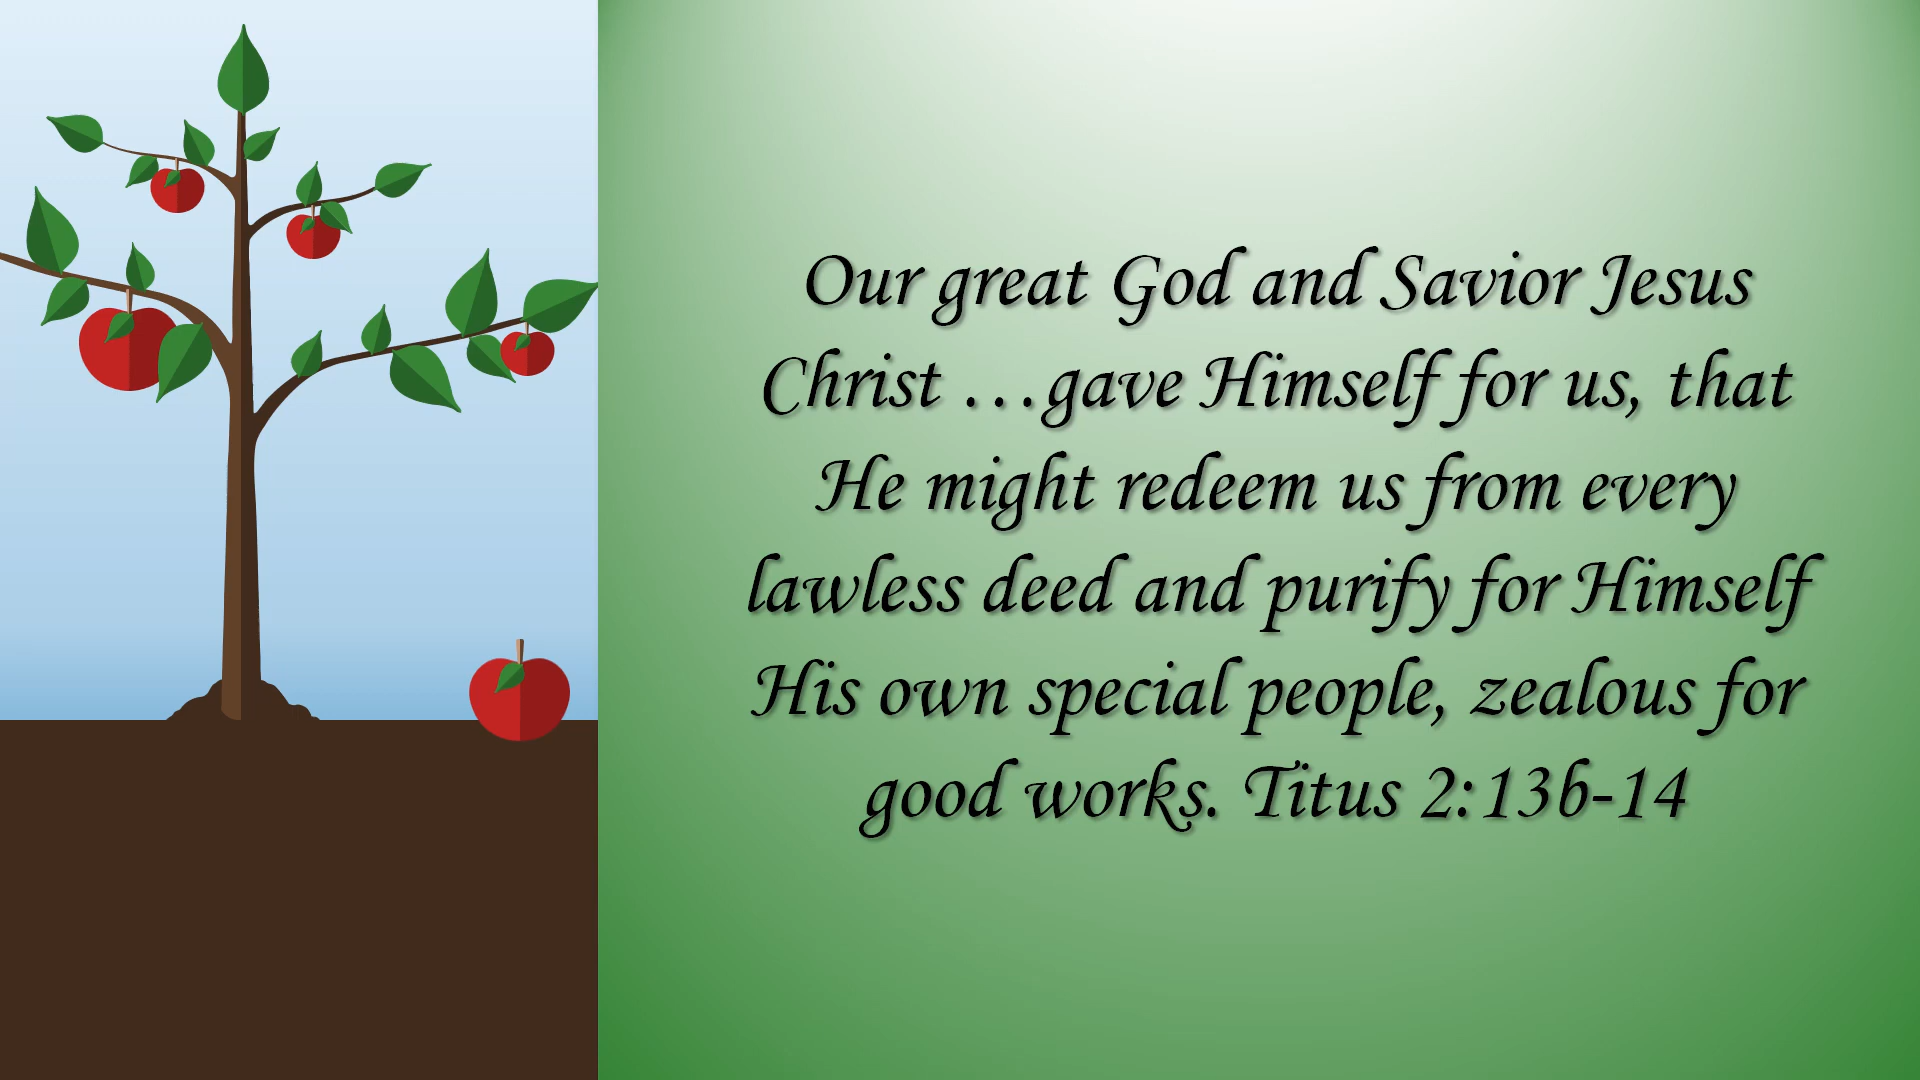 Our great God and Savior Jesus
Christ …gave Himself for us, that
He might redeem us from every
lawless deed and purify for Himself
His own special people, zealous for
good works. Titus 2:13b-14